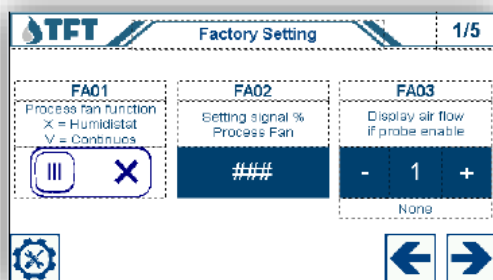 TFT
Factory Setting
1/5
FA01
Process fan function
X = Humidistat
V = Continuos
III X
FA02
Setting signal %
Process Fan
###
FA03
Display air flow
if probe enable
- 1 +
None